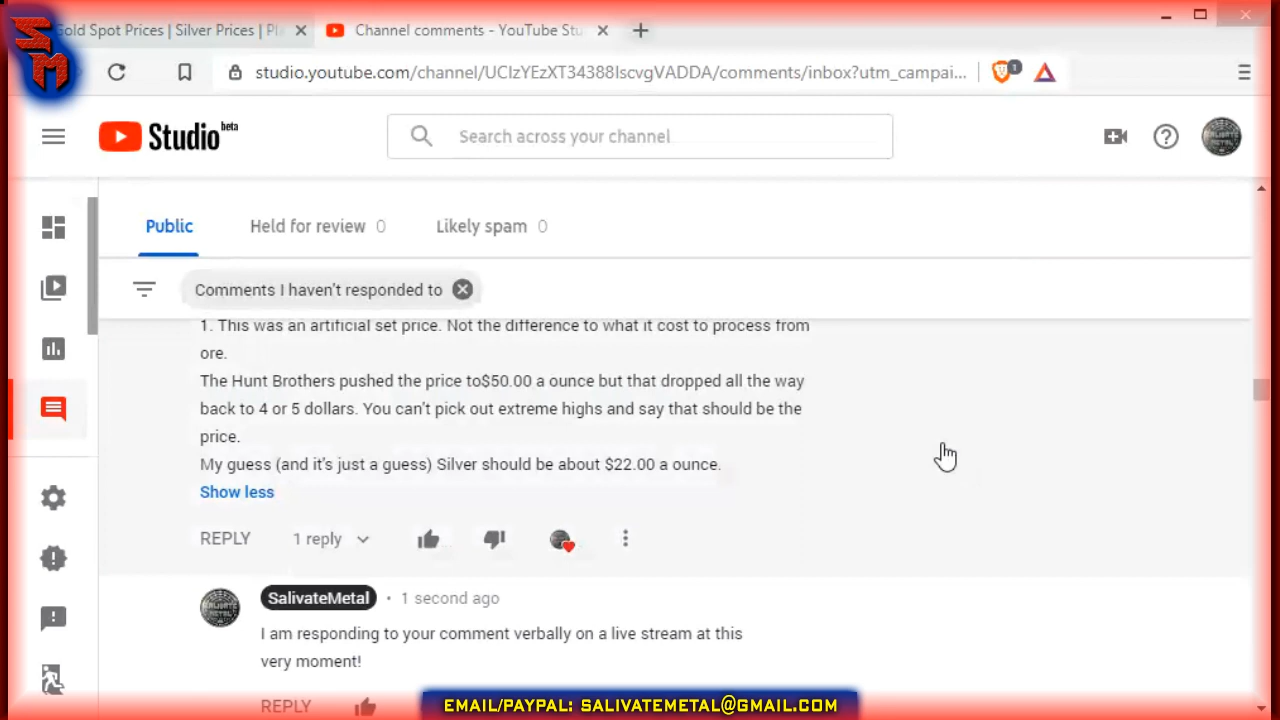 SM
Gold Spot Prices | Silver Prices | Pl
Channel comments - YouTube Stu
studio.youtube.com/channel/UCIzYEzXT34388IscvgVADDA/comments/inbox?utm_campai...
1
Studio beta
Search across your channel
Public
Held for review 0
Likely spam 0
Comments I haven't responded to
1. This was an artificial set price. Not the difference to what it cost to process from
ore.
The Hunt Brothers pushed the price to$50.00 a ounce but that dropped all the way
back to 4 or 5 dollars. You can't pick out extreme highs and say that should be the
price.
My guess (and it's just a guess) Silver should be about $22.00 a ounce.
Show less
REPLY
1 reply
SalivateMetal • 1 second ago
I am responding to your comment verbally on a live stream at this
very moment!
REPLY
EMAIL/PAYPAL: SALIVATEMETAL@GMAIL.COM